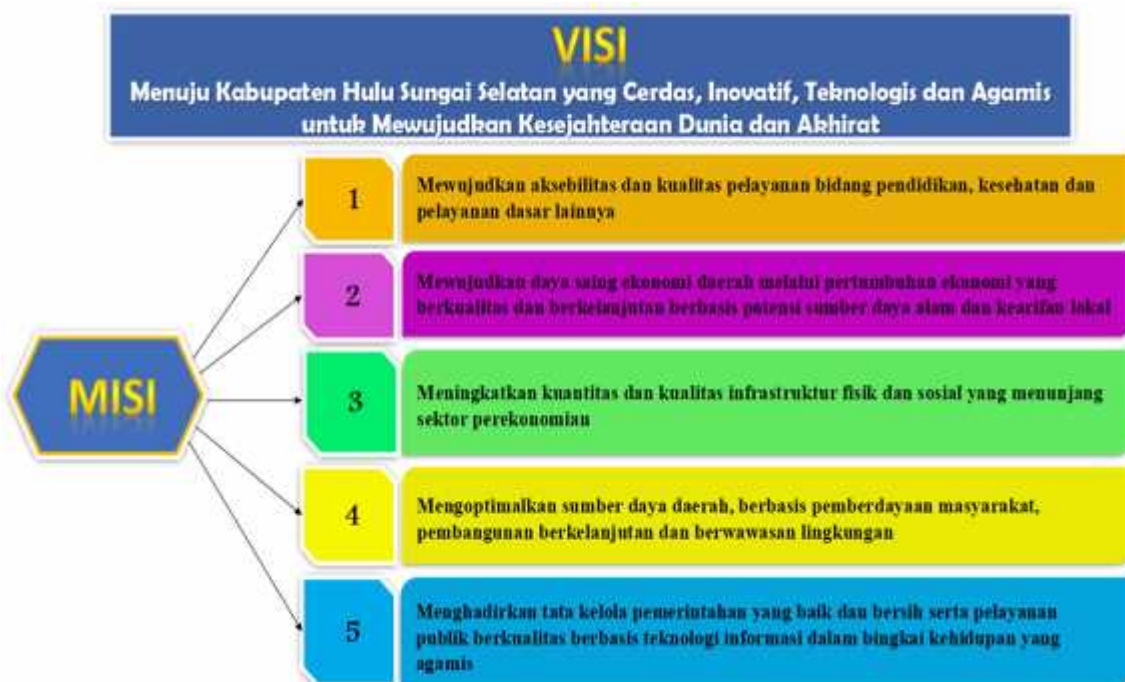 VISI
Menuju Kabupaten Hulu Sungai Selatan yang Cerdas, Inovatif, Teknologis dan Agamis
untuk Mewujudkan Kesejahteraan Dunia dan Akhirat
MISI
1
Mewujudkan aksebilitas dan kualitas pelayanan bidang pendidikan, kesehatan dan
pelayanan dasar lainnya
2
Mewujudkan daya saing ekonomi daerah melalui pertumbuhan ekonomi yang
berkualitas dan berkelanjutan berbasis potensi sumber daya alam dan kearifan lokal
3
Meningkatkan kuantitas dan kualitas infrastruktur fisik dan sosial yang menunjang
sektor perekonomian
4
Mengoptimalkan sumber daya daerah, berbasis pemberdayaan masyarakat,
pembangunan berkelanjutan dan berwawasan lingkungan
5
Menghadirkan tata kelola pemerintahan yang baik dan bersih serta pelayanan
publik berkualitas berbasis teknologi informasi dalam bingkai kehidupan yang
agamis